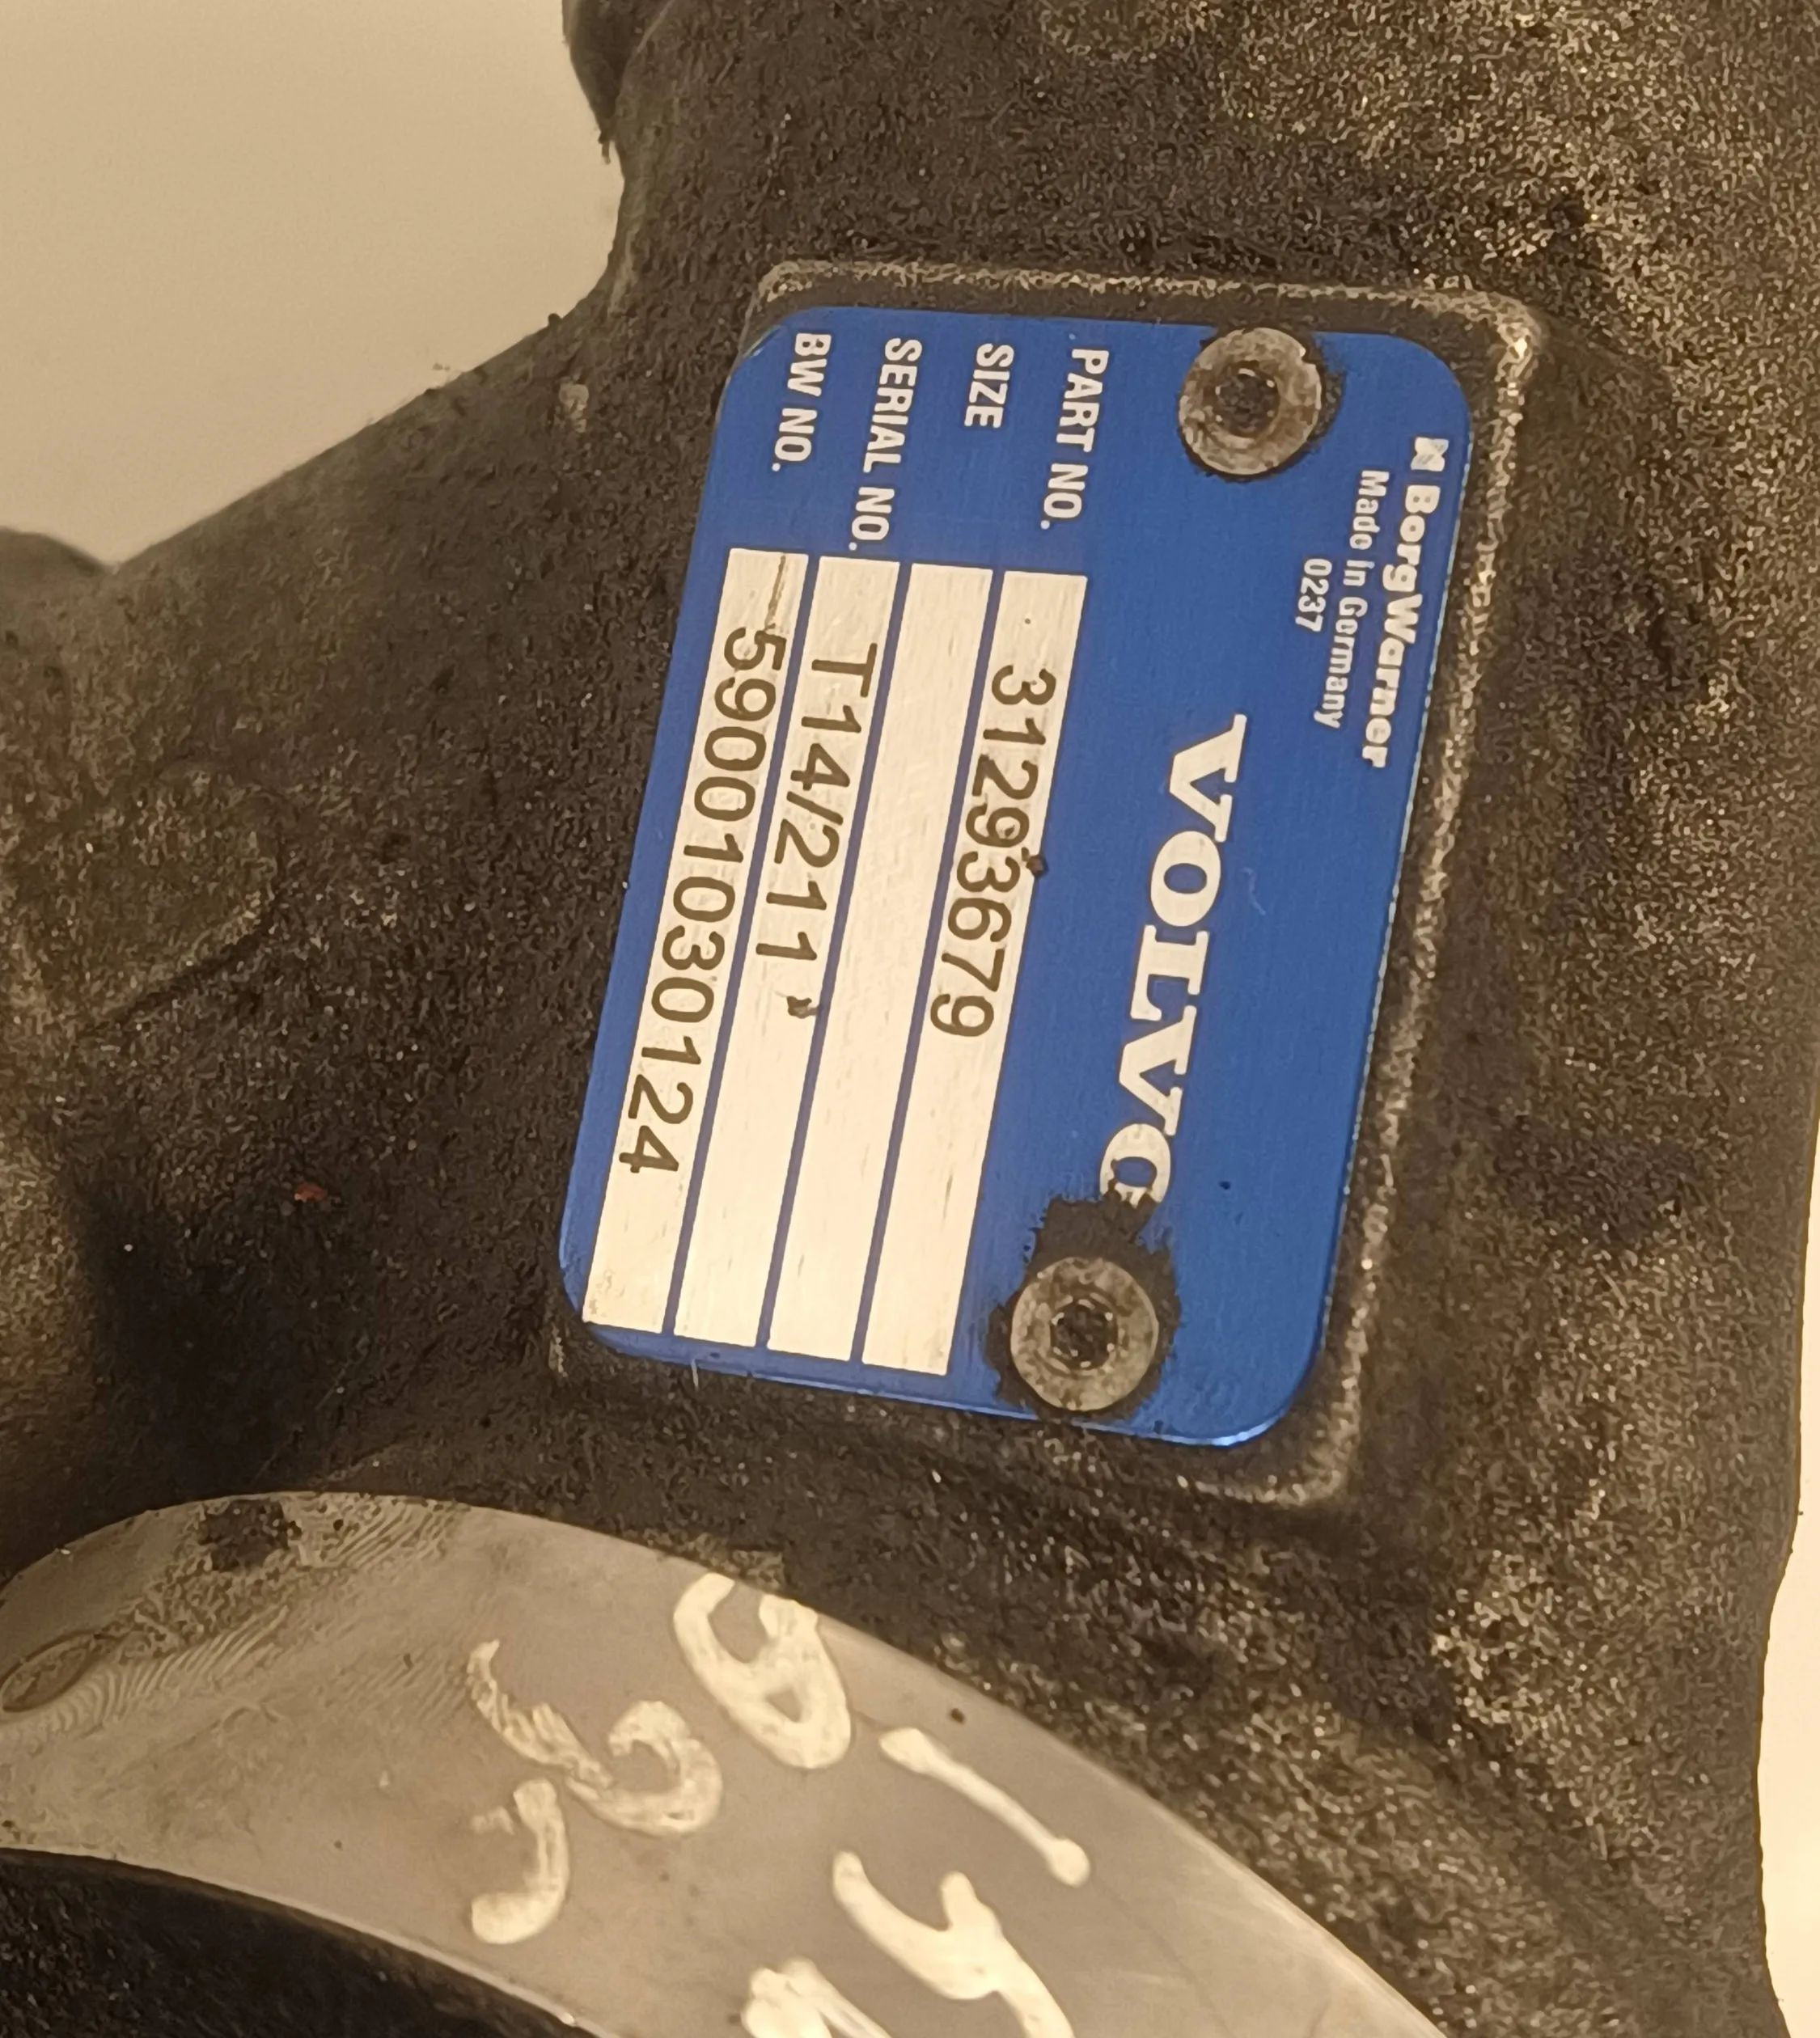 BorgWarner
Made in Germany
0237
VOLVO
PART NO. 31293679
SIZE
SERIAL NO. T14/211
BW NO. 59001030124